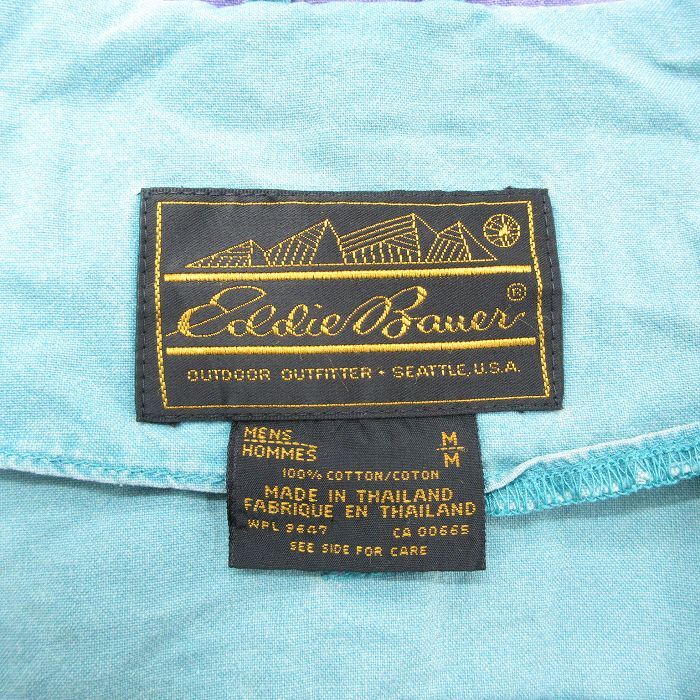 Eddie Bauer®
OUTDOOR OUTFITTER • SEATTLE, U.S.A.
MENS M
HOMMES M
100% COTTON/COTON
MADE IN THAILAND
FABRIQUE EN THAILAND
WPL 9647 CA 00665
SEE SIDE FOR CARE